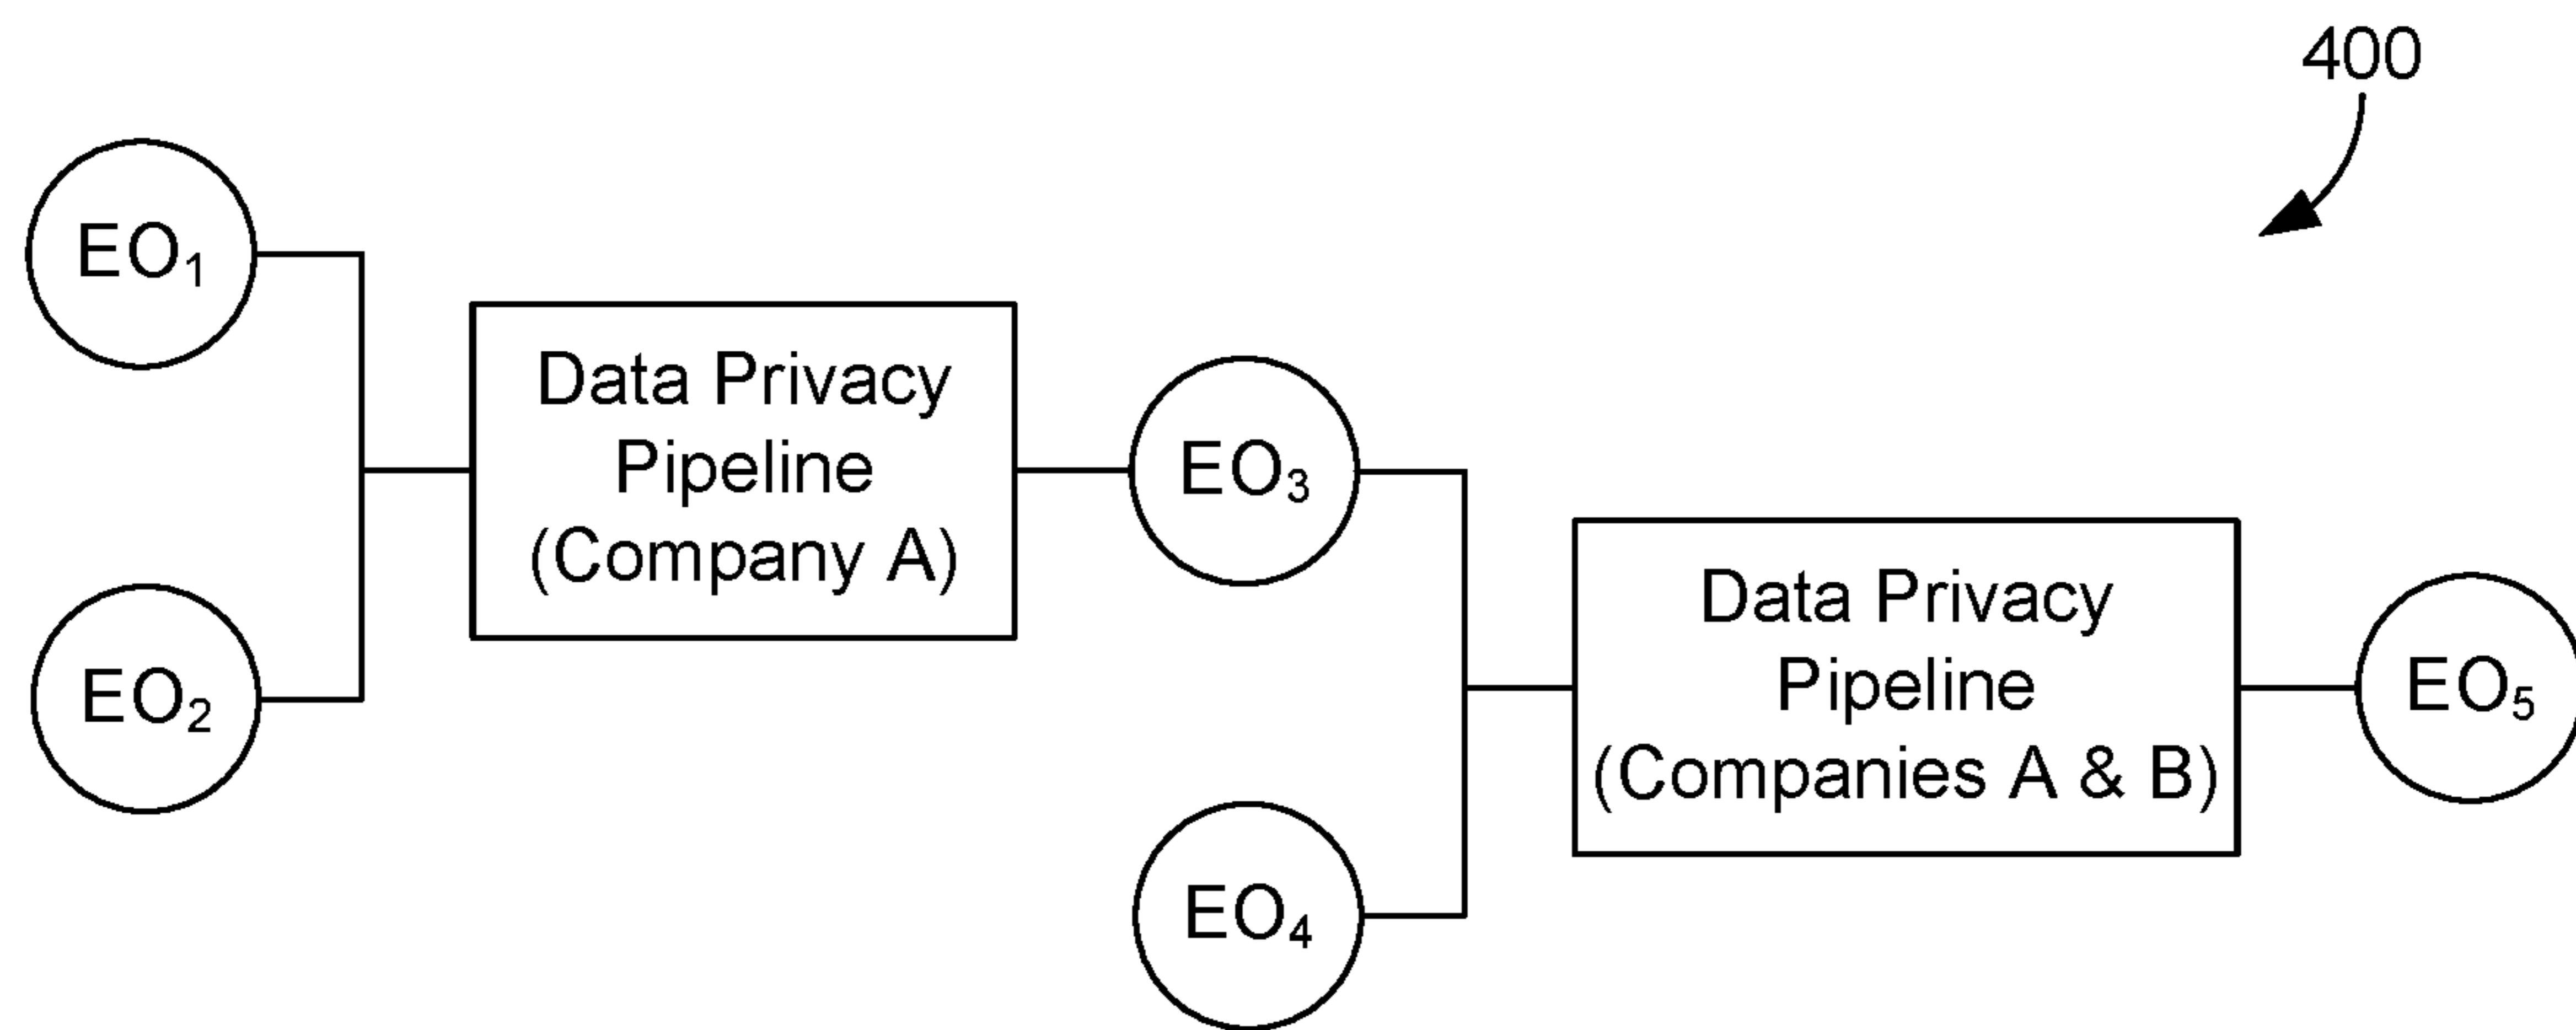 400
EO₁
Data Privacy
Pipeline
(Company A)
EO₂
EO₃
Data Privacy
Pipeline
(Companies A & B)
EO₄
EO₅